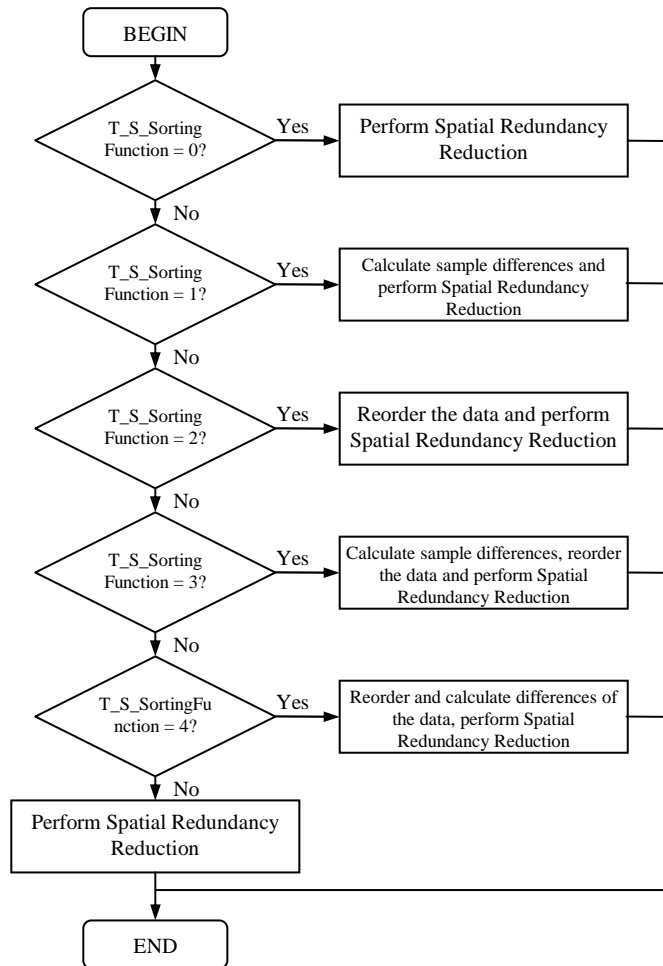 BEGIN
T_S_Sorting
Function = 0?
Yes
Perform Spatial Redundancy
Reduction
No
T_S_Sorting
Function = 1?
Yes
Calculate sample differences and
perform Spatial Redundancy
Reduction
No
T_S_Sorting
Function = 2?
Yes
Reorder the data and perform
Spatial Redundancy Reduction
No
T_S_Sorting
Function = 3?
Yes
Calculate sample differences, reorder
the data and perform Spatial
Redundancy Reduction
No
T_S_SortingFu
nction = 4?
Yes
Reorder and calculate differences of
the data, perform Spatial
Redundancy Reduction
No
Perform Spatial Redundancy
Reduction
END